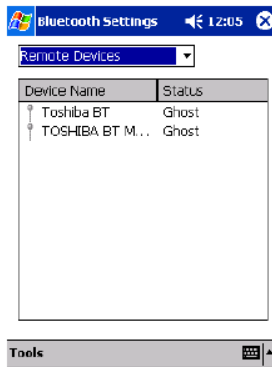 Bluetooth Settings 12:05
Remote Devices
Device Name Status
Toshiba BT Ghost
TOSHIBA BT M... Ghost
Tools